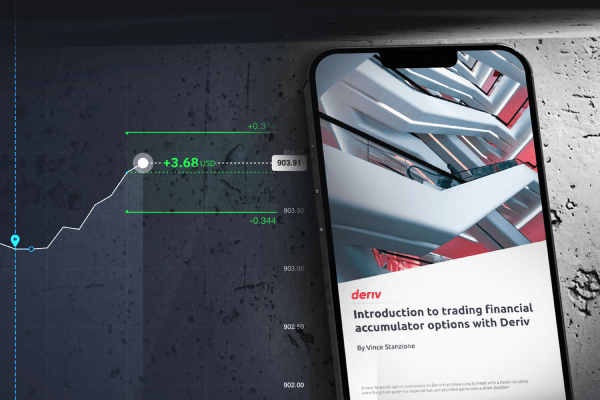 +0.344
+3.68 USD
903.91
903.50
-0.344
903.00
902.50
902.00
deriv
Introduction to trading financial
accumulator options with Deriv
By Vince Stanzione